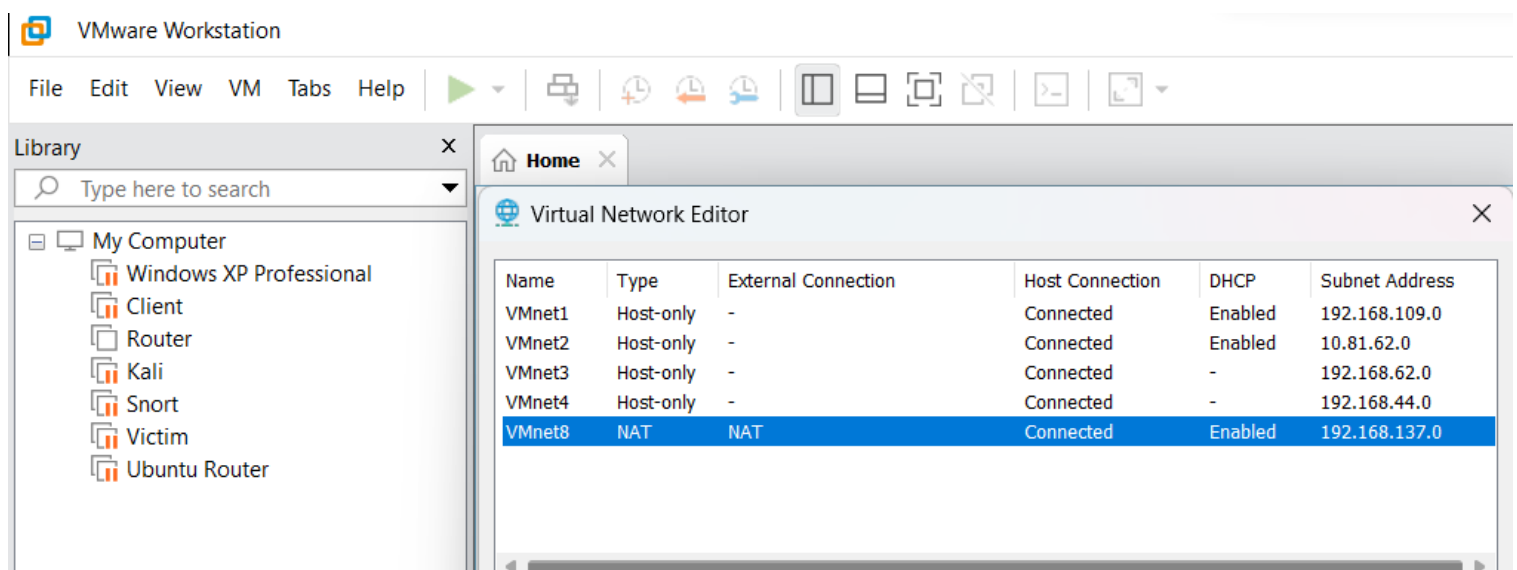 VMware Workstation
File Edit View VM Tabs Help
Library X
Type here to search
My Computer
Windows XP Professional
Client
Router
Kali
Snort
Victim
Ubuntu Router
Home
Virtual Network Editor
Name Type External Connection Host Connection DHCP Subnet Address
VMnet1 Host-only - Connected Enabled 192.168.109.0
VMnet2 Host-only - Connected Enabled 10.81.62.0
VMnet3 Host-only - Connected - 192.168.62.0
VMnet4 Host-only - Connected - 192.168.44.0
VMnet8 NAT NAT Connected Enabled 192.168.137.0